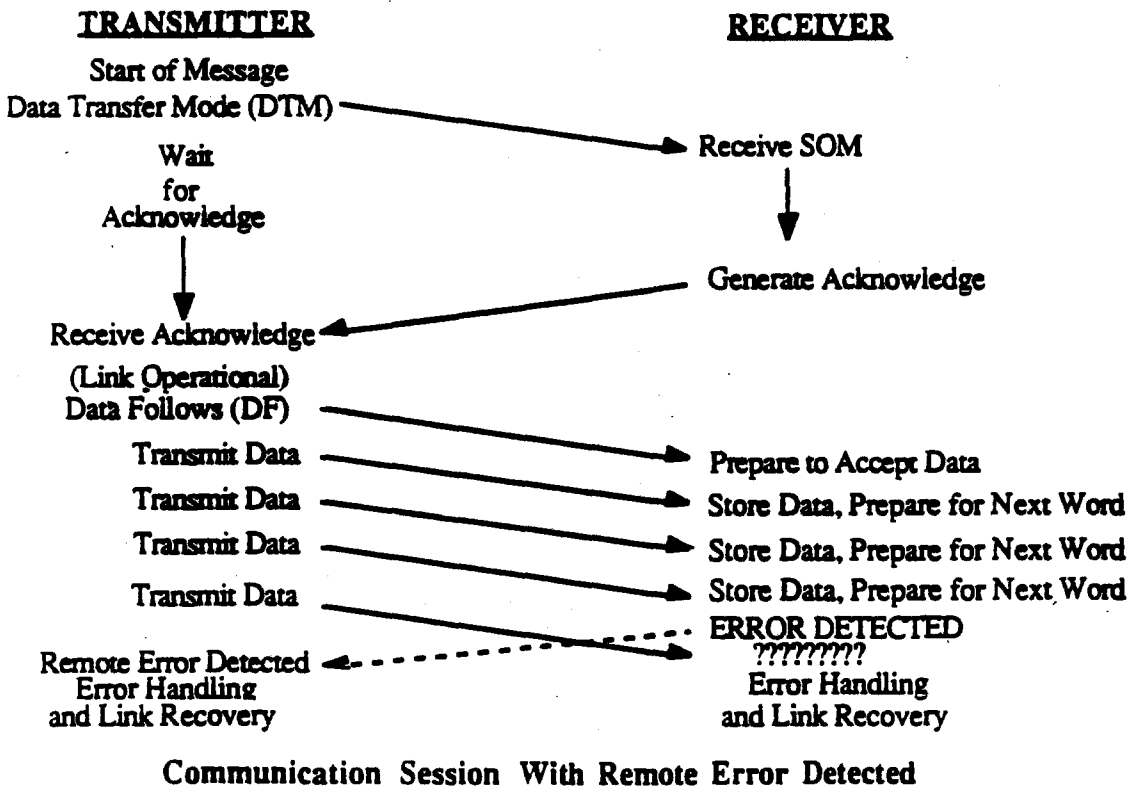 TRANSMITTER
Start of Message
Data Transfer Mode (DTM)
Wait
for
Acknowledge
Receive Acknowledge
(Link Operational)
Data Follows (DF)
Transmit Data
Transmit Data
Transmit Data
Transmit Data
Remote Error Detected
Error Handling
and Link Recovery
RECEIVER
Receive SOM
Generate Acknowledge
Prepare to Accept Data
Store Data, Prepare for Next Word
Store Data, Prepare for Next Word
Store Data, Prepare for Next Word
ERROR DETECTED
?????????
Error Handling
and Link Recovery
Communication Session With Remote Error Detected